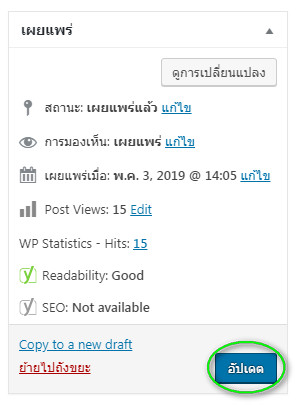 เผยแพร่
ดูการเปลี่ยนแปลง
สถานะ: เผยแพร่แล้ว แก้ไข
การมองเห็น: เผยแพร่ แก้ไข
เผยแพร่เมื่อ: พ.ค. 3, 2019 @ 14:05 แก้ไข
Post Views: 15 Edit
WP Statistics - Hits: 15
Readability: Good
SEO: Not available
Copy to a new draft
ย้ายไปถังขยะ
อัปเดต